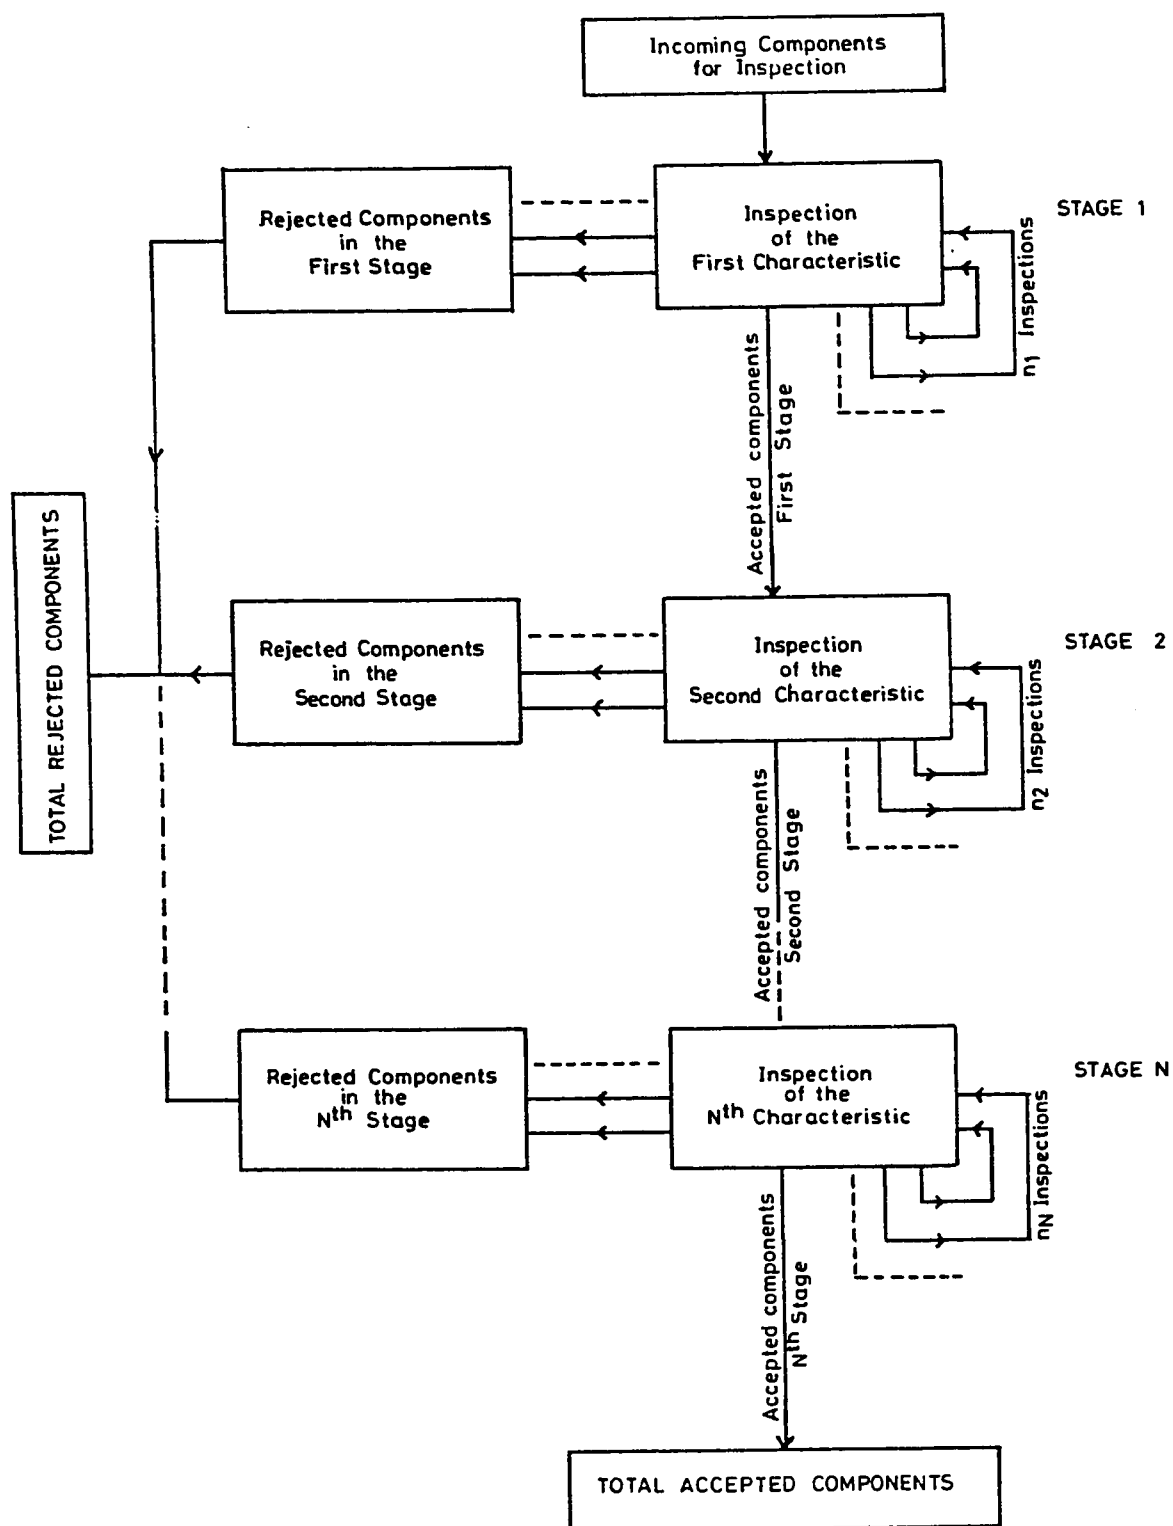 Incoming Components
for Inspection
STAGE 1
Rejected Components
in the
First Stage
Inspection
of the
First Characteristic
n1 Inspections
Accepted components
First Stage
TOTAL REJECTED COMPONENTS
STAGE 2
Rejected Components
in the
Second Stage
Inspection
of the
Second Characteristic
n2 Inspections
Accepted components
Second Stage
STAGE N
Rejected Components
in the
Nth Stage
Inspection
of the
Nth Characteristic
nN Inspections
Accepted components
Nth Stage
TOTAL ACCEPTED COMPONENTS